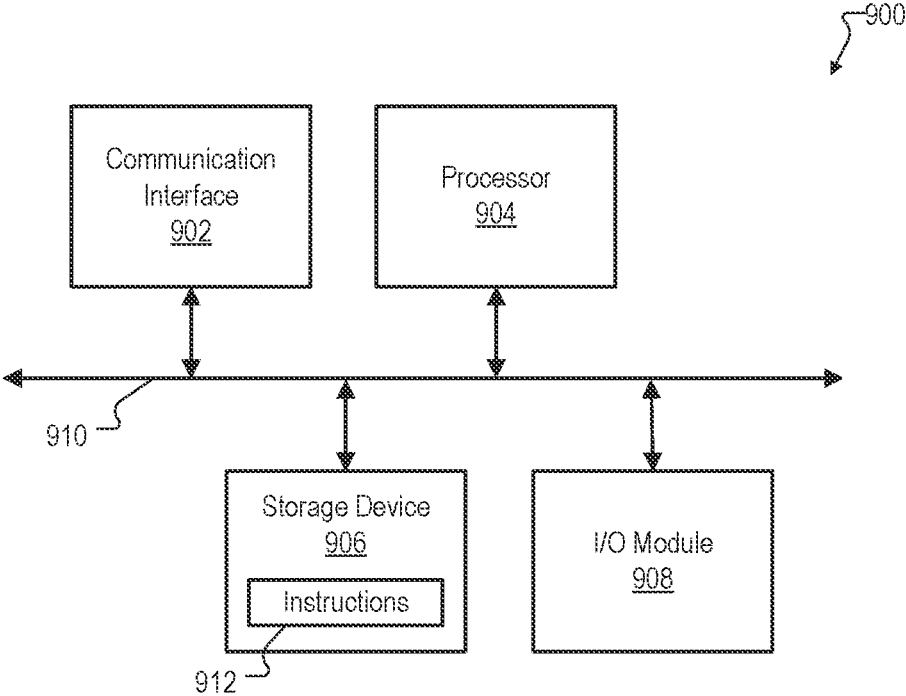 900
Communication
Interface
902
Processor
904
910
Storage Device
906
Instructions
912
I/O Module
908